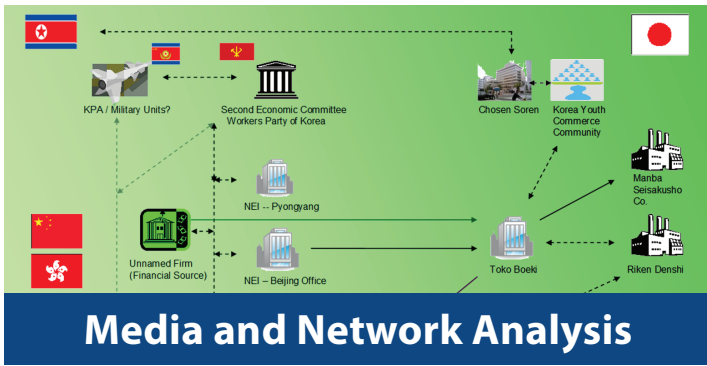 KPA / Military Units?
Second Economic Committee
Workers Party of Korea
Chosen Soren
Korea Youth
Commerce
Community
Manba
Seisakusho
Co.
NEI -- Pyongyang
Unnamed Firm
(Financial Source)
NEI – Beijing Office
Toko Boeki
Riken Denshi
Media and Network Analysis